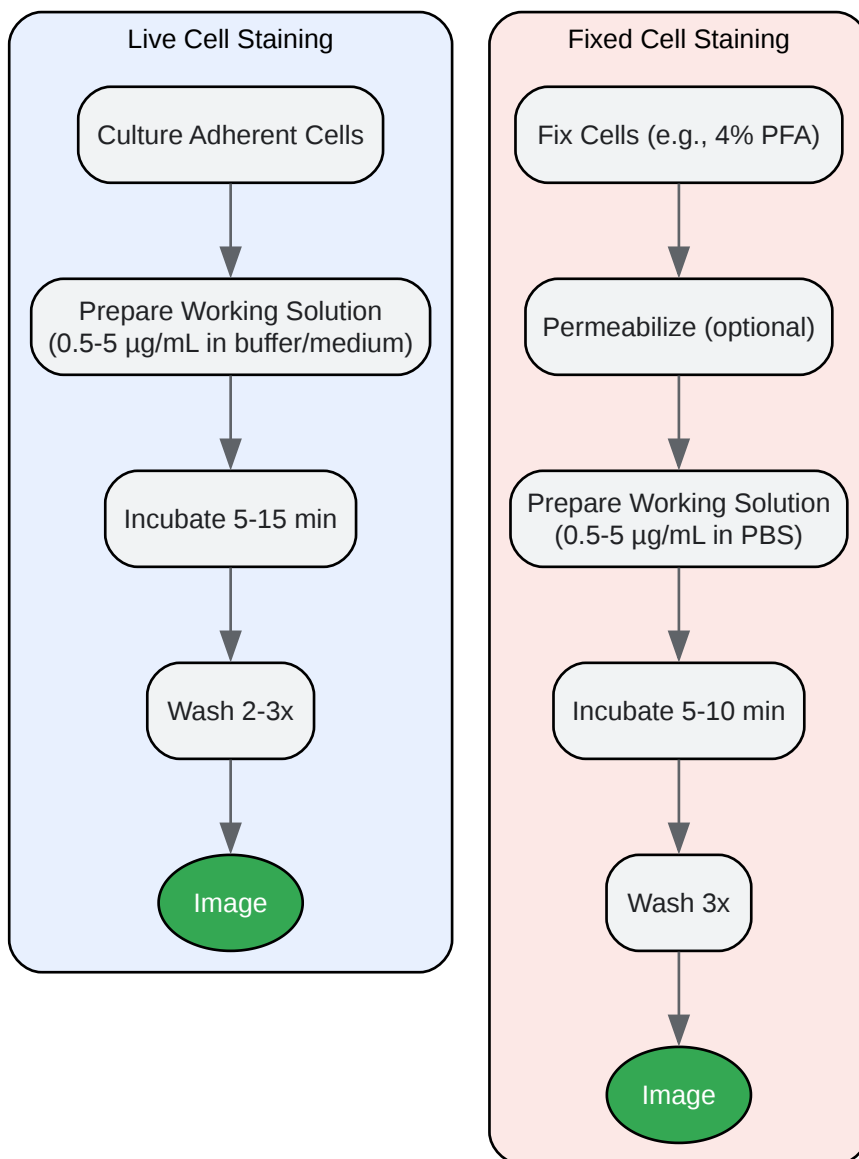 Live Cell Staining
Culture Adherent Cells
Prepare Working Solution
(0.5-5 µg/mL in buffer/medium)
Incubate 5-15 min
Wash 2-3x
Image
Fixed Cell Staining
Fix Cells (e.g., 4% PFA)
Permeabilize (optional)
Prepare Working Solution
(0.5-5 µg/mL in PBS)
Incubate 5-10 min
Wash 3x
Image